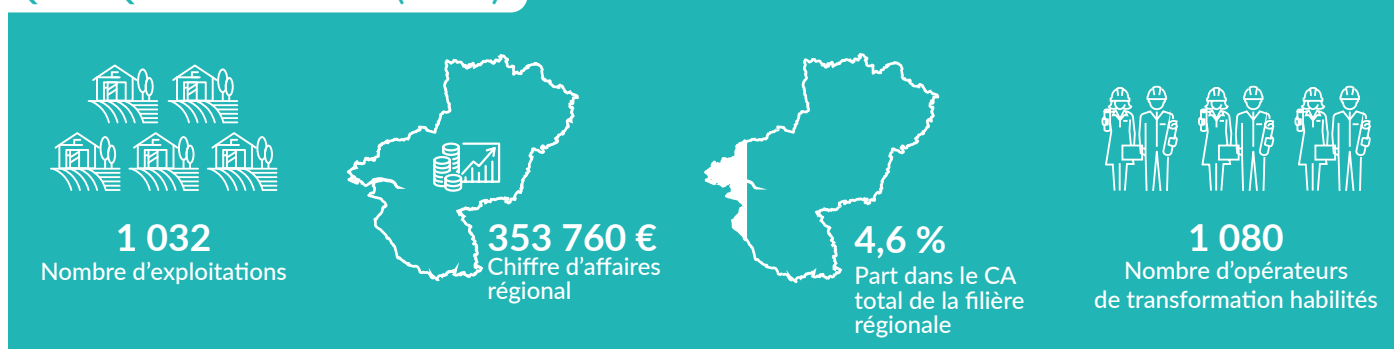 1 032
Nombre d'exploitations
353 760 €
Chiffre d'affaires
régional
4,6 %
Part dans le CA
total de la filière
régionale
1 080
Nombre d'opérateurs
de transformation habilités